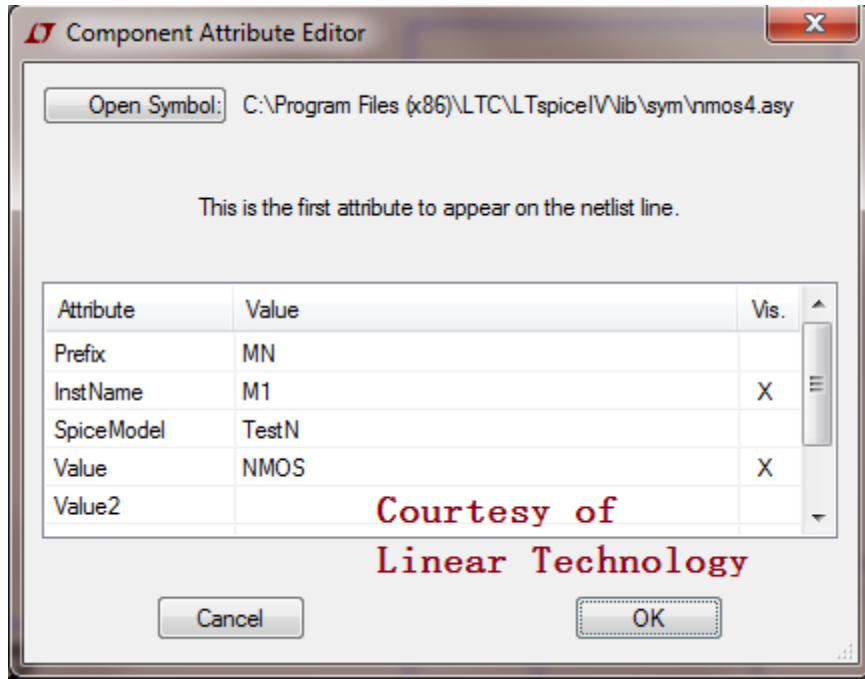 Component Attribute Editor
Open Symbol: C:\Program Files (x86)\LTC\LTspiceIV\lib\sym\nmos4.asy
This is the first attribute to appear on the netlist line.
Attribute Value Vis.
Prefix MN
InstName M1 X
SpiceModel TestN
Value NMOS X
Value2
Courtesy of
Linear Technology
Cancel OK